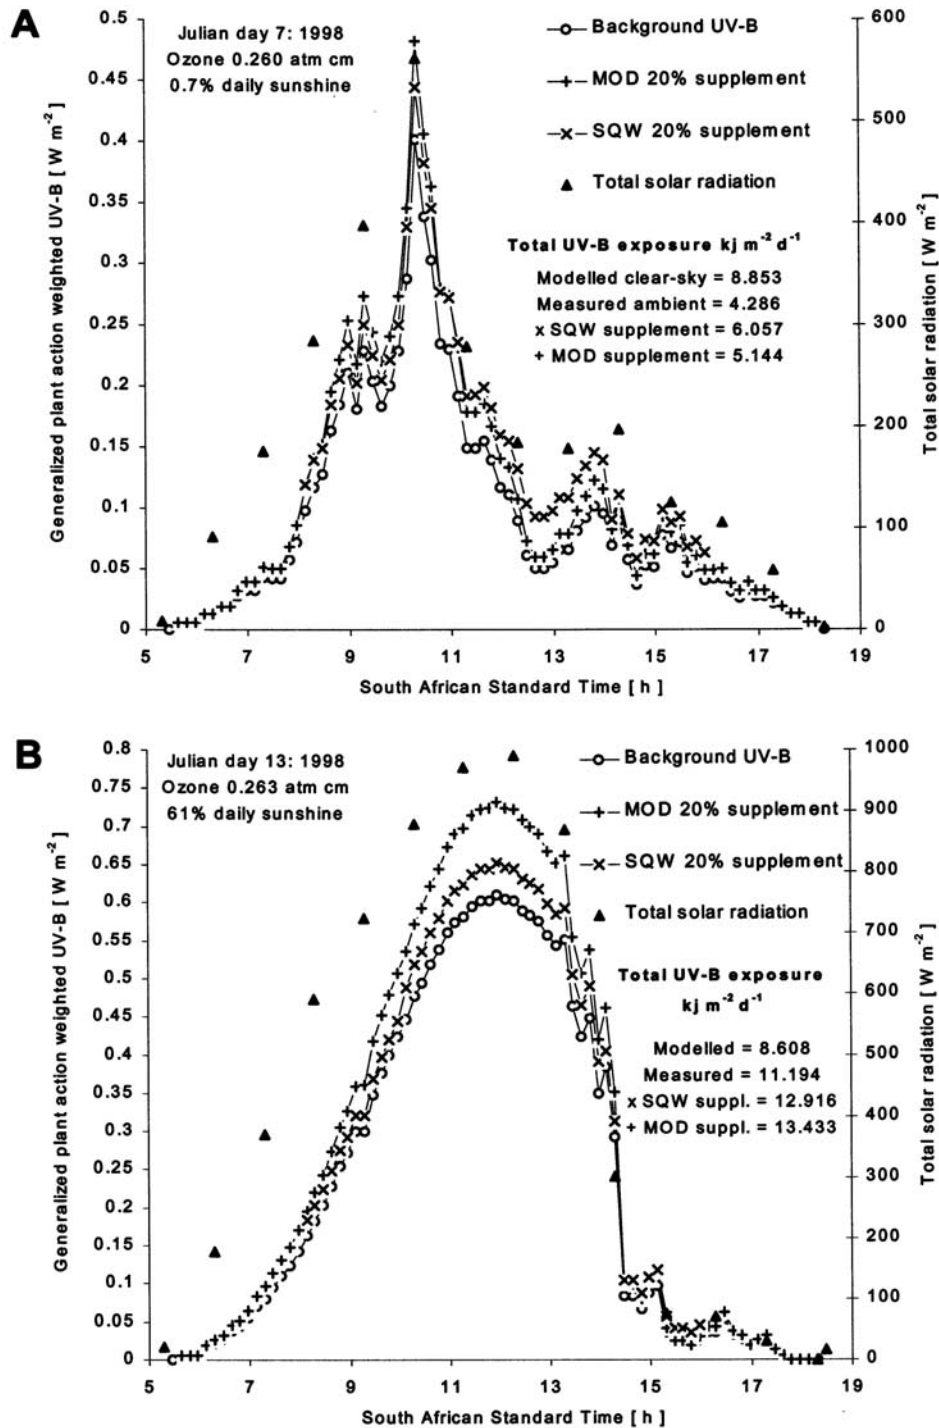 A
Julian day 7: 1998
Ozone 0.260 atm cm
0.7% daily sunshine
Background UV-B
MOD 20% supplement
SQW 20% supplement
Total solar radiation
Total UV-B exposure kj m-2 d-1
Modelled clear-sky = 8.853
Measured ambient = 4.286
x SQW supplement = 6.057
+ MOD supplement = 5.144
Generalized plant action weighted UV-B [ W m-2 ]
0.5
0.45
0.4
0.35
0.3
0.25
0.2
0.15
0.1
0.05
0
600
500
400
300
200
100
0
Total solar radiation [ W m-2 ]
5 7 9 11 13 15 17 19
South African Standard Time [ h ]
B
Julian day 13: 1998
Ozone 0.263 atm cm
61% daily sunshine
Background UV-B
MOD 20% supplement
SQW 20% supplement
Total solar radiation
Total UV-B exposure
kj m-2 d-1
Modelled = 8.608
Measured = 11.194
x SQW suppl. = 12.916
+ MOD suppl. = 13.433
Generalized plant action weighted UV-B [ W m-2 ]
0.8
0.75
0.7
0.65
0.6
0.55
0.5
0.45
0.4
0.35
0.3
0.25
0.2
0.15
0.1
0.05
0
1000
900
800
700
600
500
400
300
200
100
0
Total solar radiation [ W m-2 ]
5 7 9 11 13 15 17 19
South African Standard Time [ h ]